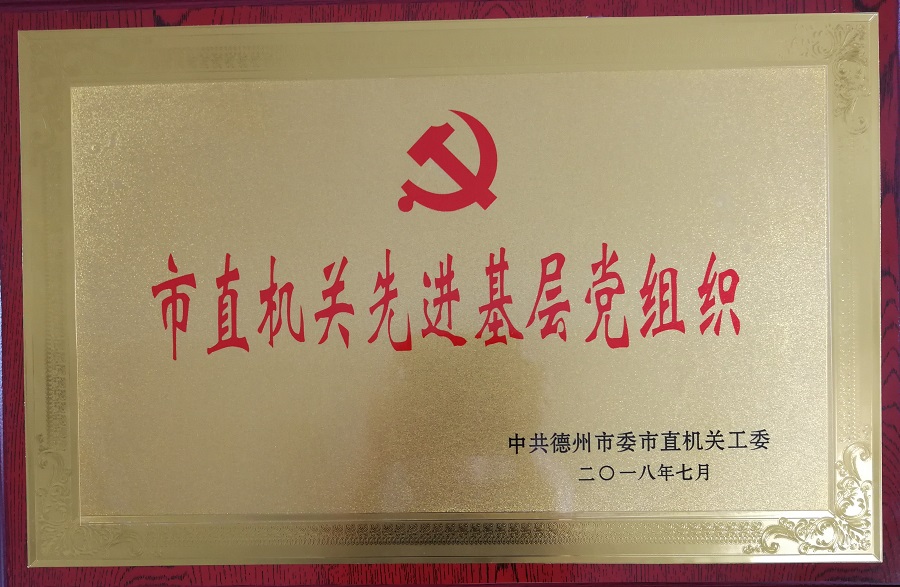 市直机关先进基层党组织
中共德州市委市直机关工委
二〇一八年七月